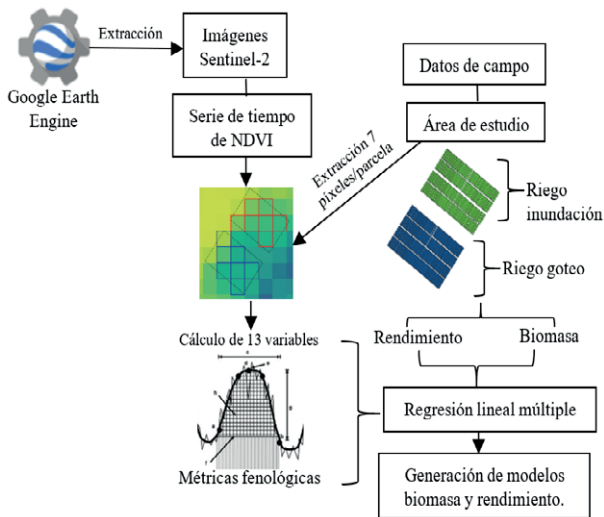 Extracción
Imágenes
Sentinel-2
Google Earth
Engine
Serie de tiempo
de NDVI
Datos de campo
Área de estudio
Extracción 7
píxeles/parcela
Riego
inundación
Riego goteo
Cálculo de 13 variables
Métricas fenológicas
Rendimiento
Biomasa
Regresión lineal múltiple
Generación de modelos
biomasa y rendimiento.